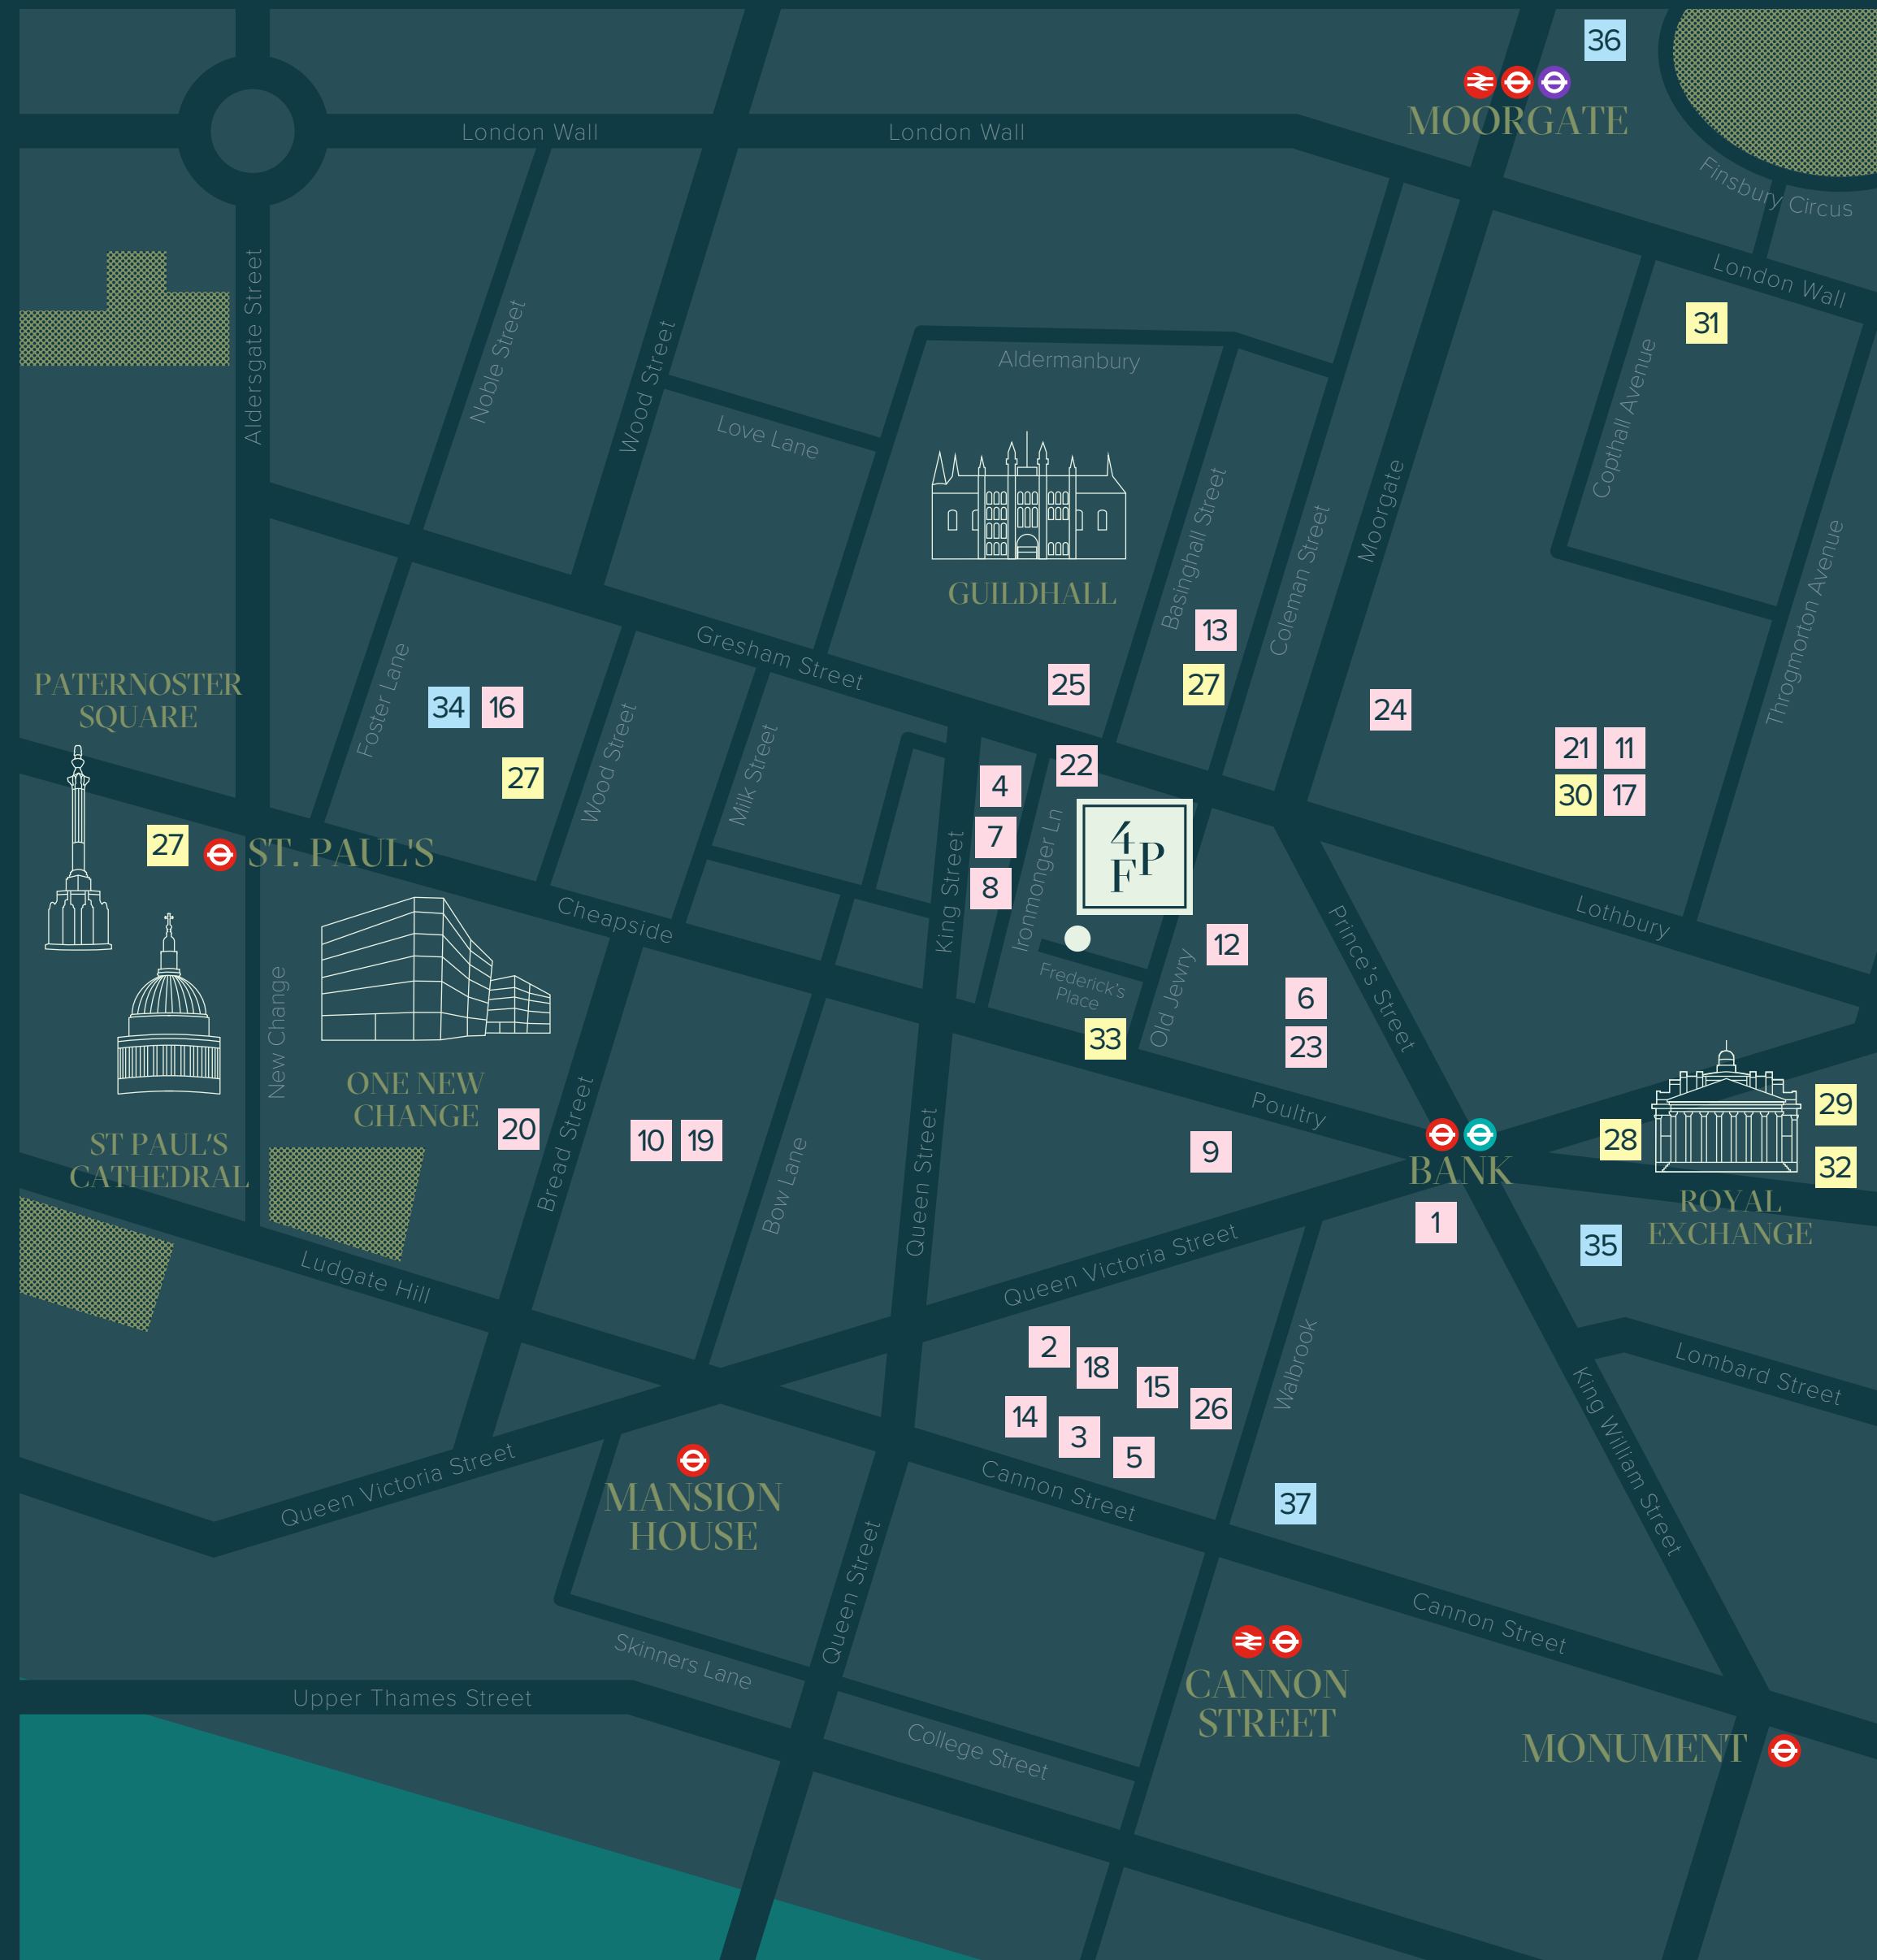 36
MOORGATE
London Wall
London Wall
Finsbury Circus
London Wall
31
Aldersgate Street
Noble Street
Wood Street
Aldermanbury
Love Lane
Copthall Avenue
Moorgate
Basinghall Street
Coleman Street
Throgmorton Avenue
GUILDHALL
13
Gresham Street
25
27
24
PATERNOSTER
SQUARE
Foster Lane
34
16
27
Wood Street
Milk Street
21
11
30
17
22
4
7
8
King Street
Ironmonger Ln
4
FP
27
ST. PAUL'S
Cheapside
Lothbury
12
Prince's Street
Frederick's
Place
Old Jewry
6
23
33
New Change
ONE NEW
CHANGE
20
Bread Street
10
19
Bow Lane
Queen Street
Poultry
9
BANK
28
29
32
ROYAL
EXCHANGE
ST PAUL'S
CATHEDRAL
1
35
Ludgate Hill
Queen Victoria Street
2
18
15
26
14
3
5
Walbrook
Lombard Street
King William Street
Queen Victoria Street
MANSION
HOUSE
Cannon Street
37
Queen Street
Cannon Street
Skinners Lane
CANNON
STREET
Upper Thames Street
College Street
MONUMENT